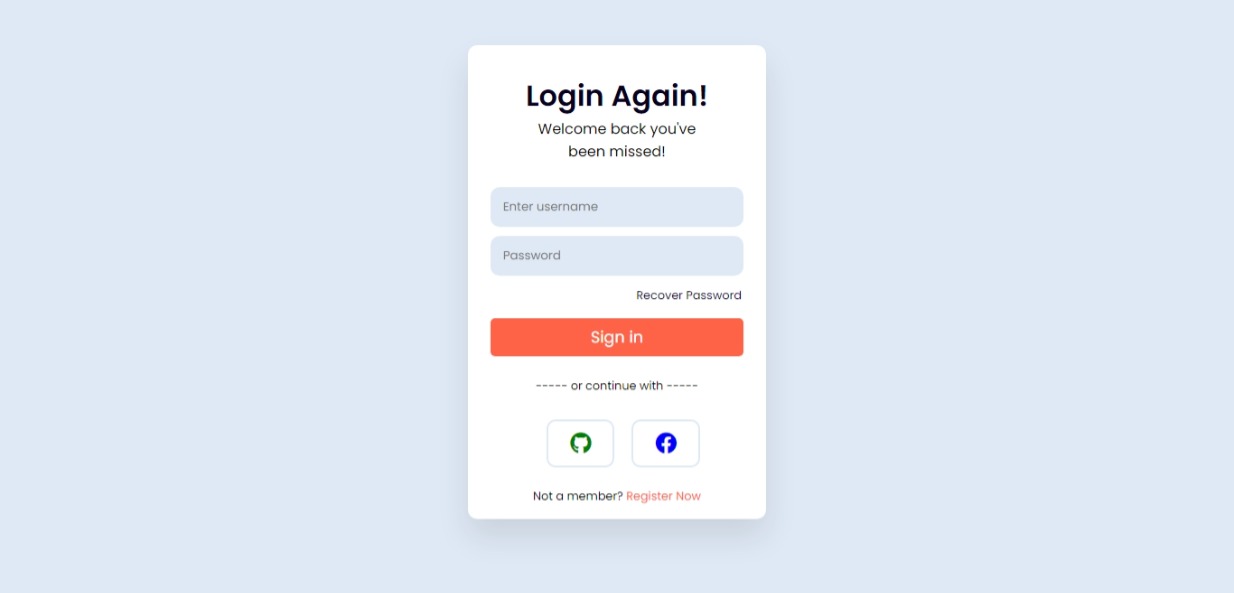 Login Again!
Welcome back you've
been missed!
Enter username
Password
Recover Password
Sign in
----- or continue with -----
Not a member? Register Now